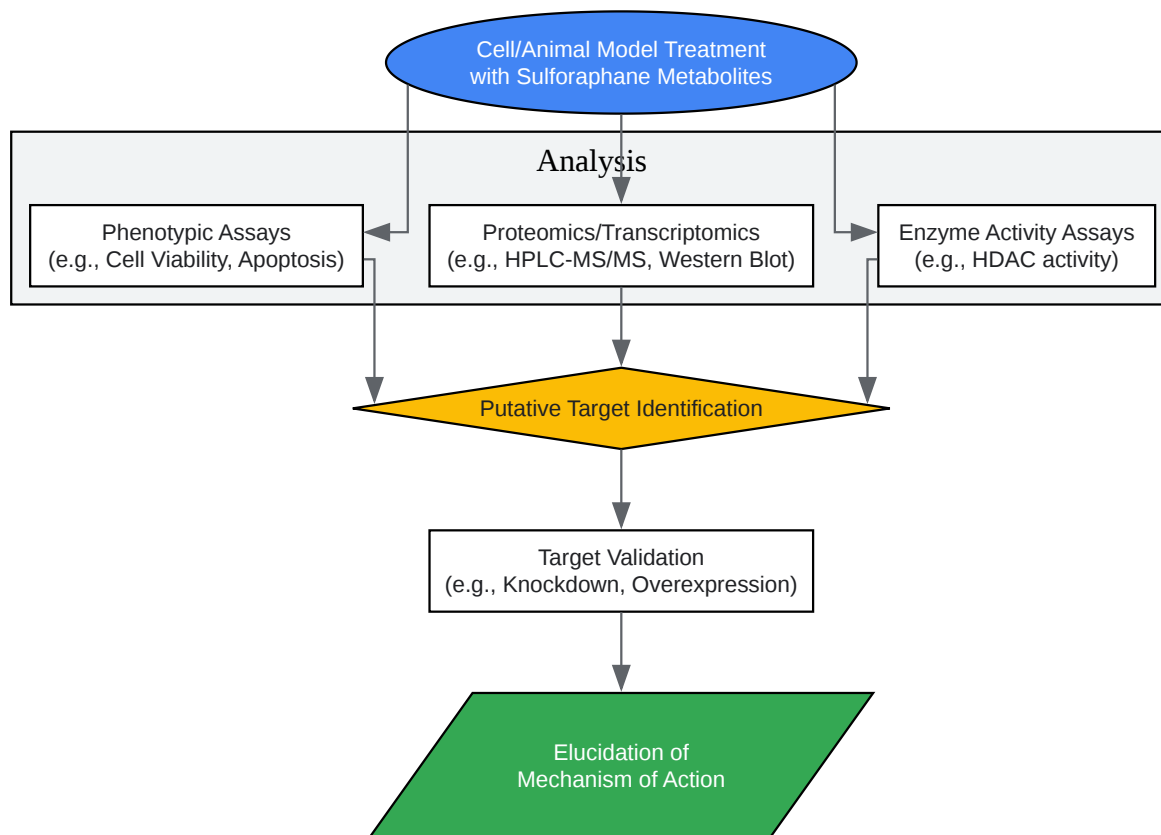 Cell/Animal Model Treatment
with Sulforaphane Metabolites
Analysis
Phenotypic Assays
(e.g., Cell Viability, Apoptosis)
Proteomics/Transcriptomics
(e.g., HPLC-MS/MS, Western Blot)
Enzyme Activity Assays
(e.g., HDAC activity)
Putative Target Identification
Target Validation
(e.g., Knockdown, Overexpression)
Elucidation of
Mechanism of Action